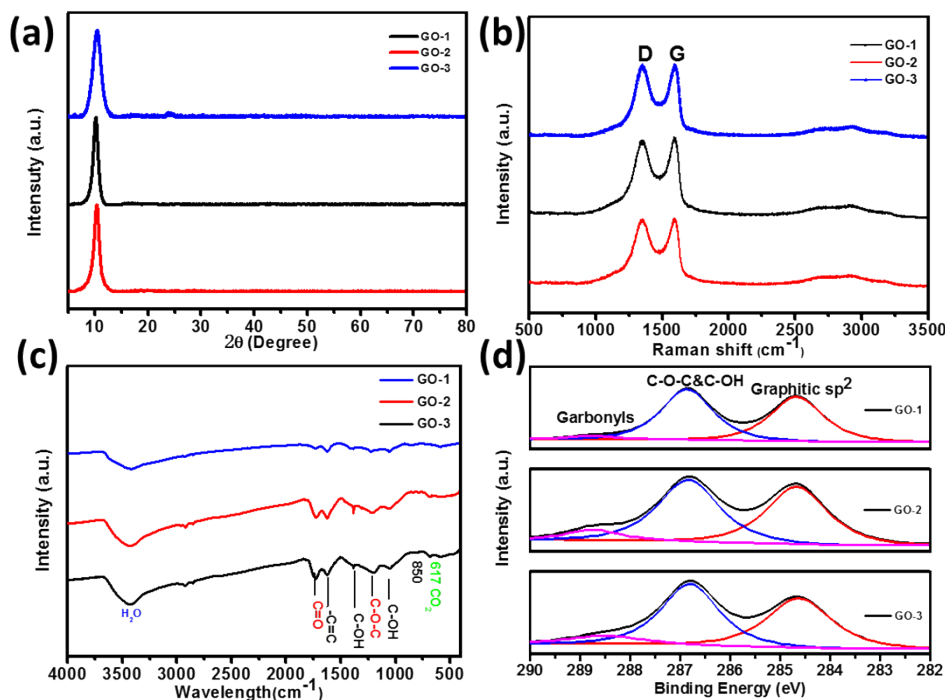 (a)
GO-1
GO-2
GO-3
Intensuty (a.u.)
10 20 30 40 50 60 70 80
2θ (Degree)
(b)
D G
GO-1
GO-2
GO-3
Intensity (a.u.)
500 1000 1500 2000 2500 3000 3500
Raman shift (cm-1)
(c)
GO-1
GO-2
GO-3
Intensity (a.u.)
H2O
C=O
-C=C
C-OH
C-O-C
C-OH
850
617 CO2
4000 3500 3000 2500 2000 1500 1000 500
Wavelength(cm-1)
(d)
C-O-C&C-OH
Graphitic sp2
Garbonyls
GO-1
GO-2
GO-3
Intensity (a.u.)
290 289 288 287 286 285 284 283 282
Binding Energy (eV)